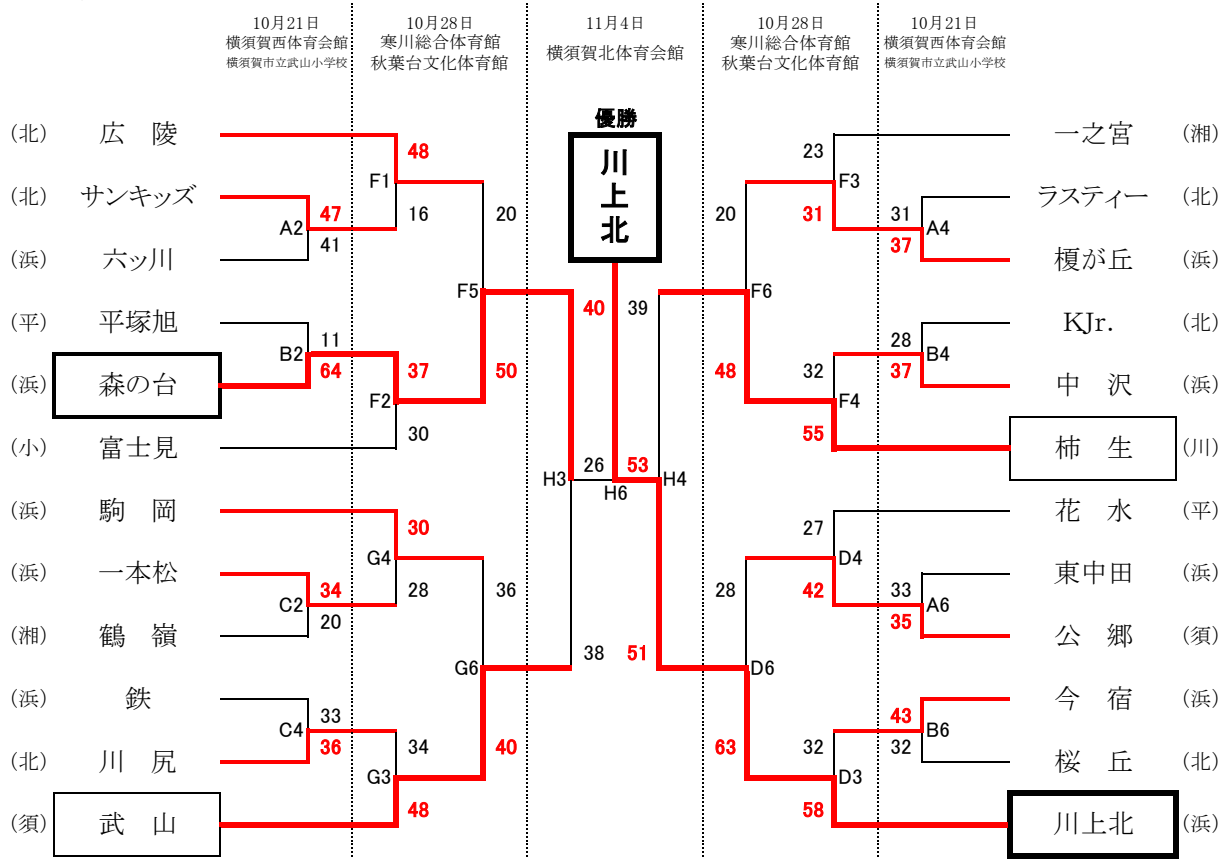 10月21日
横須賀西体育会館
横須賀市立武山小学校
10月28日
寒川総合体育館
秋葉台文化体育館
11月4日
横須賀北体育会館
10月28日
寒川総合体育館
秋葉台文化体育館
10月21日
横須賀西体育会館
横須賀市立武山小学校
優勝
川上北
(北) 広 陵
(北) サンキッズ
(浜) 六ッ川
(平) 平塚旭
(浜) 森の台
(小) 富士見
(浜) 駒 岡
(浜) 一本松
(湘) 鶴 嶺
(浜) 鉄
(北) 川 尻
(須) 武 山
A2
47
41
B2
11
64
C2
34
20
C4
33
36
F1
48
16
F2
37
30
G4
30
28
G3
34
48
F5
20
50
G6
36
40
H3
40
38
H6
26
53
H4
39
51
F6
20
48
D6
28
63
F3
23
31
F4
32
55
D4
27
42
D3
32
58
A4
31
37
B4
28
37
A6
33
35
B6
43
32
一之宮 (湘)
ラスティー (北)
榎が丘 (浜)
KJr. (北)
中 沢 (浜)
柿 生 (川)
花 水 (平)
東中田 (浜)
公 郷 (須)
今 宿 (浜)
桜 丘 (北)
川上北 (浜)